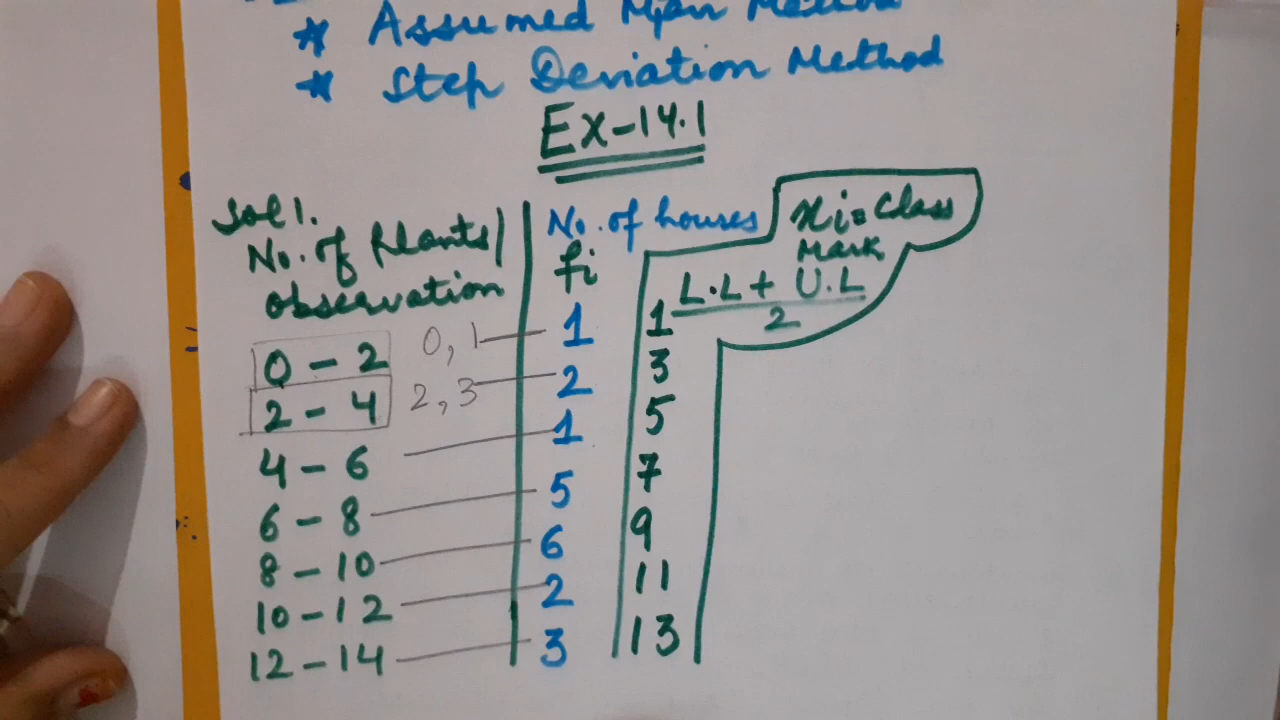 * Assumed Mean Method
* Step Deviation Method
Ex-14.1
Sol 1.
No. of Plants/
observation
No. of houses
fi
xi = Class
Mark
L.L + U.L
2
0 - 2 0, 1 1 1
2 - 4 2, 3 2 3
4 - 6 1 5
6 - 8 5 7
8 - 10 6 9
10 - 12 2 11
12 - 14 3 13